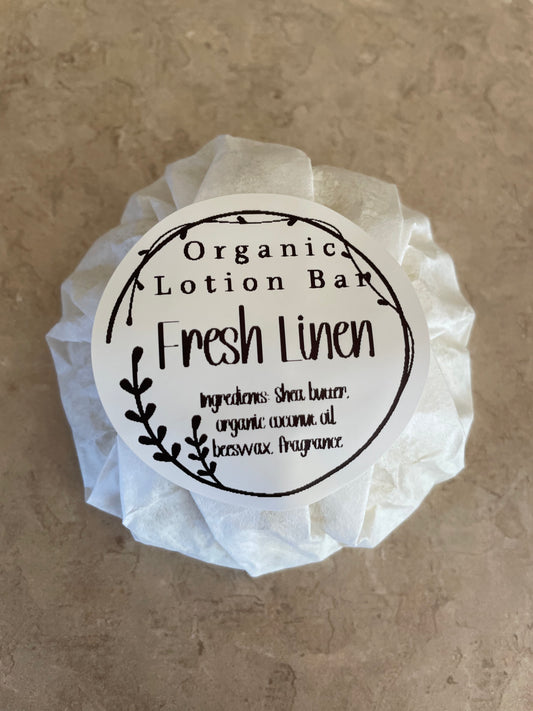 Organic
Lotion Bar
Fresh Linen
Ingredients: Shea butter,
organic coconut oil,
beeswax, fragrance